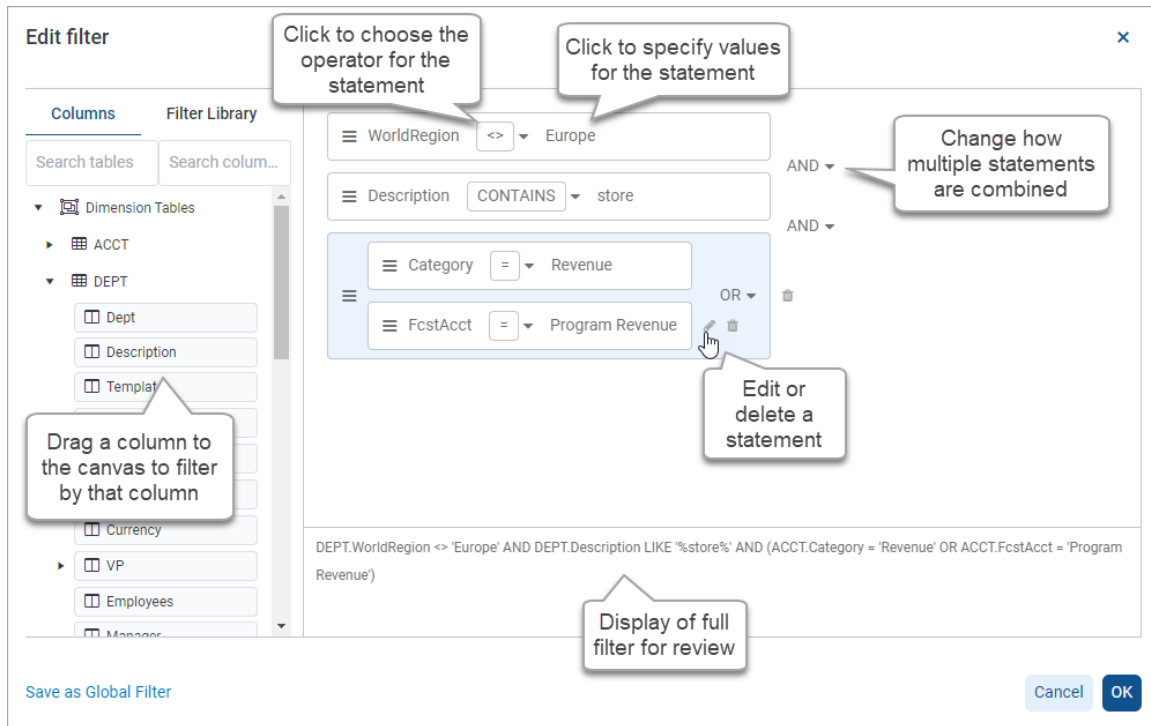 Edit filter
Click to choose the
operator for the
statement
Click to specify values
for the statement
×
Columns
Filter Library
Search tables
Search colum...
WorldRegion
<>
Europe
AND
Change how
multiple statements
are combined
Dimension Tables
ACCT
DEPT
Dept
Description
Templat
Description
CONTAINS
store
AND
Category
=
Revenue
OR
FcstAcct
=
Program Revenue
Edit or
delete a
statement
Drag a column to
the canvas to filter
by that column
Currency
VP
Employees
Manager
DEPT.WorldRegion <> 'Europe' AND DEPT.Description LIKE '%store%' AND (ACCT.Category = 'Revenue' OR ACCT.FcstAcct = 'Program
Revenue')
Display of full
filter for review
Save as Global Filter
Cancel
OK